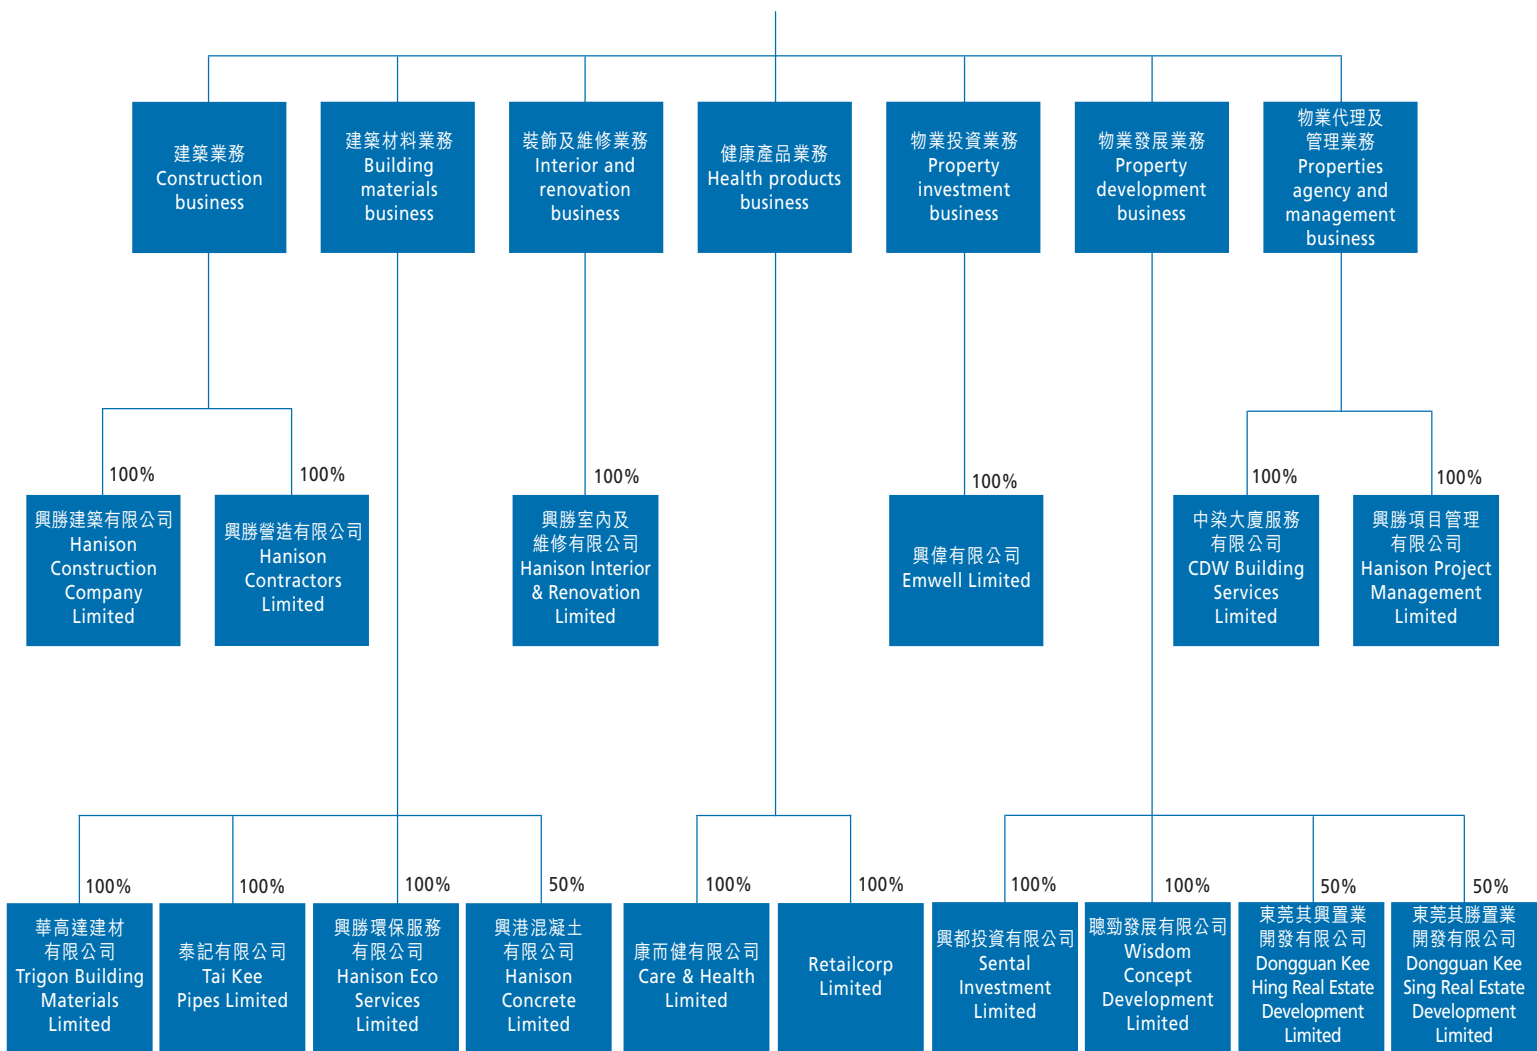 建築業務
Construction
business
建築材料業務
Building
materials
business
裝飾及維修業務
Interior and
renovation
business
健康產品業務
Health products
business
物業投資業務
Property
investment
business
物業發展業務
Property
development
business
物業代理及
管理業務
Properties
agency and
management
business
100%
興勝建築有限公司
Hanison
Construction
Company
Limited
100%
興勝營造有限公司
Hanison
Contractors
Limited
100%
興勝室內及
維修有限公司
Hanison Interior
& Renovation
Limited
100%
興偉有限公司
Emwell Limited
100%
中染大廈服務
有限公司
CDW Building
Services
Limited
100%
興勝項目管理
有限公司
Hanison Project
Management
Limited
100%
華高達建材
有限公司
Trigon Building
Materials
Limited
100%
泰記有限公司
Tai Kee
Pipes Limited
100%
興勝環保服務
有限公司
Hanison Eco
Services
Limited
50%
興港混凝土
有限公司
Hanison
Concrete
Limited
100%
康而健有限公司
Care & Health
Limited
100%
Retailcorp
Limited
100%
興都投資有限公司
Sental
Investment
Limited
100%
聰勁發展有限公司
Wisdom
Concept
Development
Limited
50%
東莞其興置業
開發有限公司
Dongguan Kee
Hing Real Estate
Development
Limited
50%
東莞其勝置業
開發有限公司
Dongguan Kee
Sing Real Estate
Development
Limited